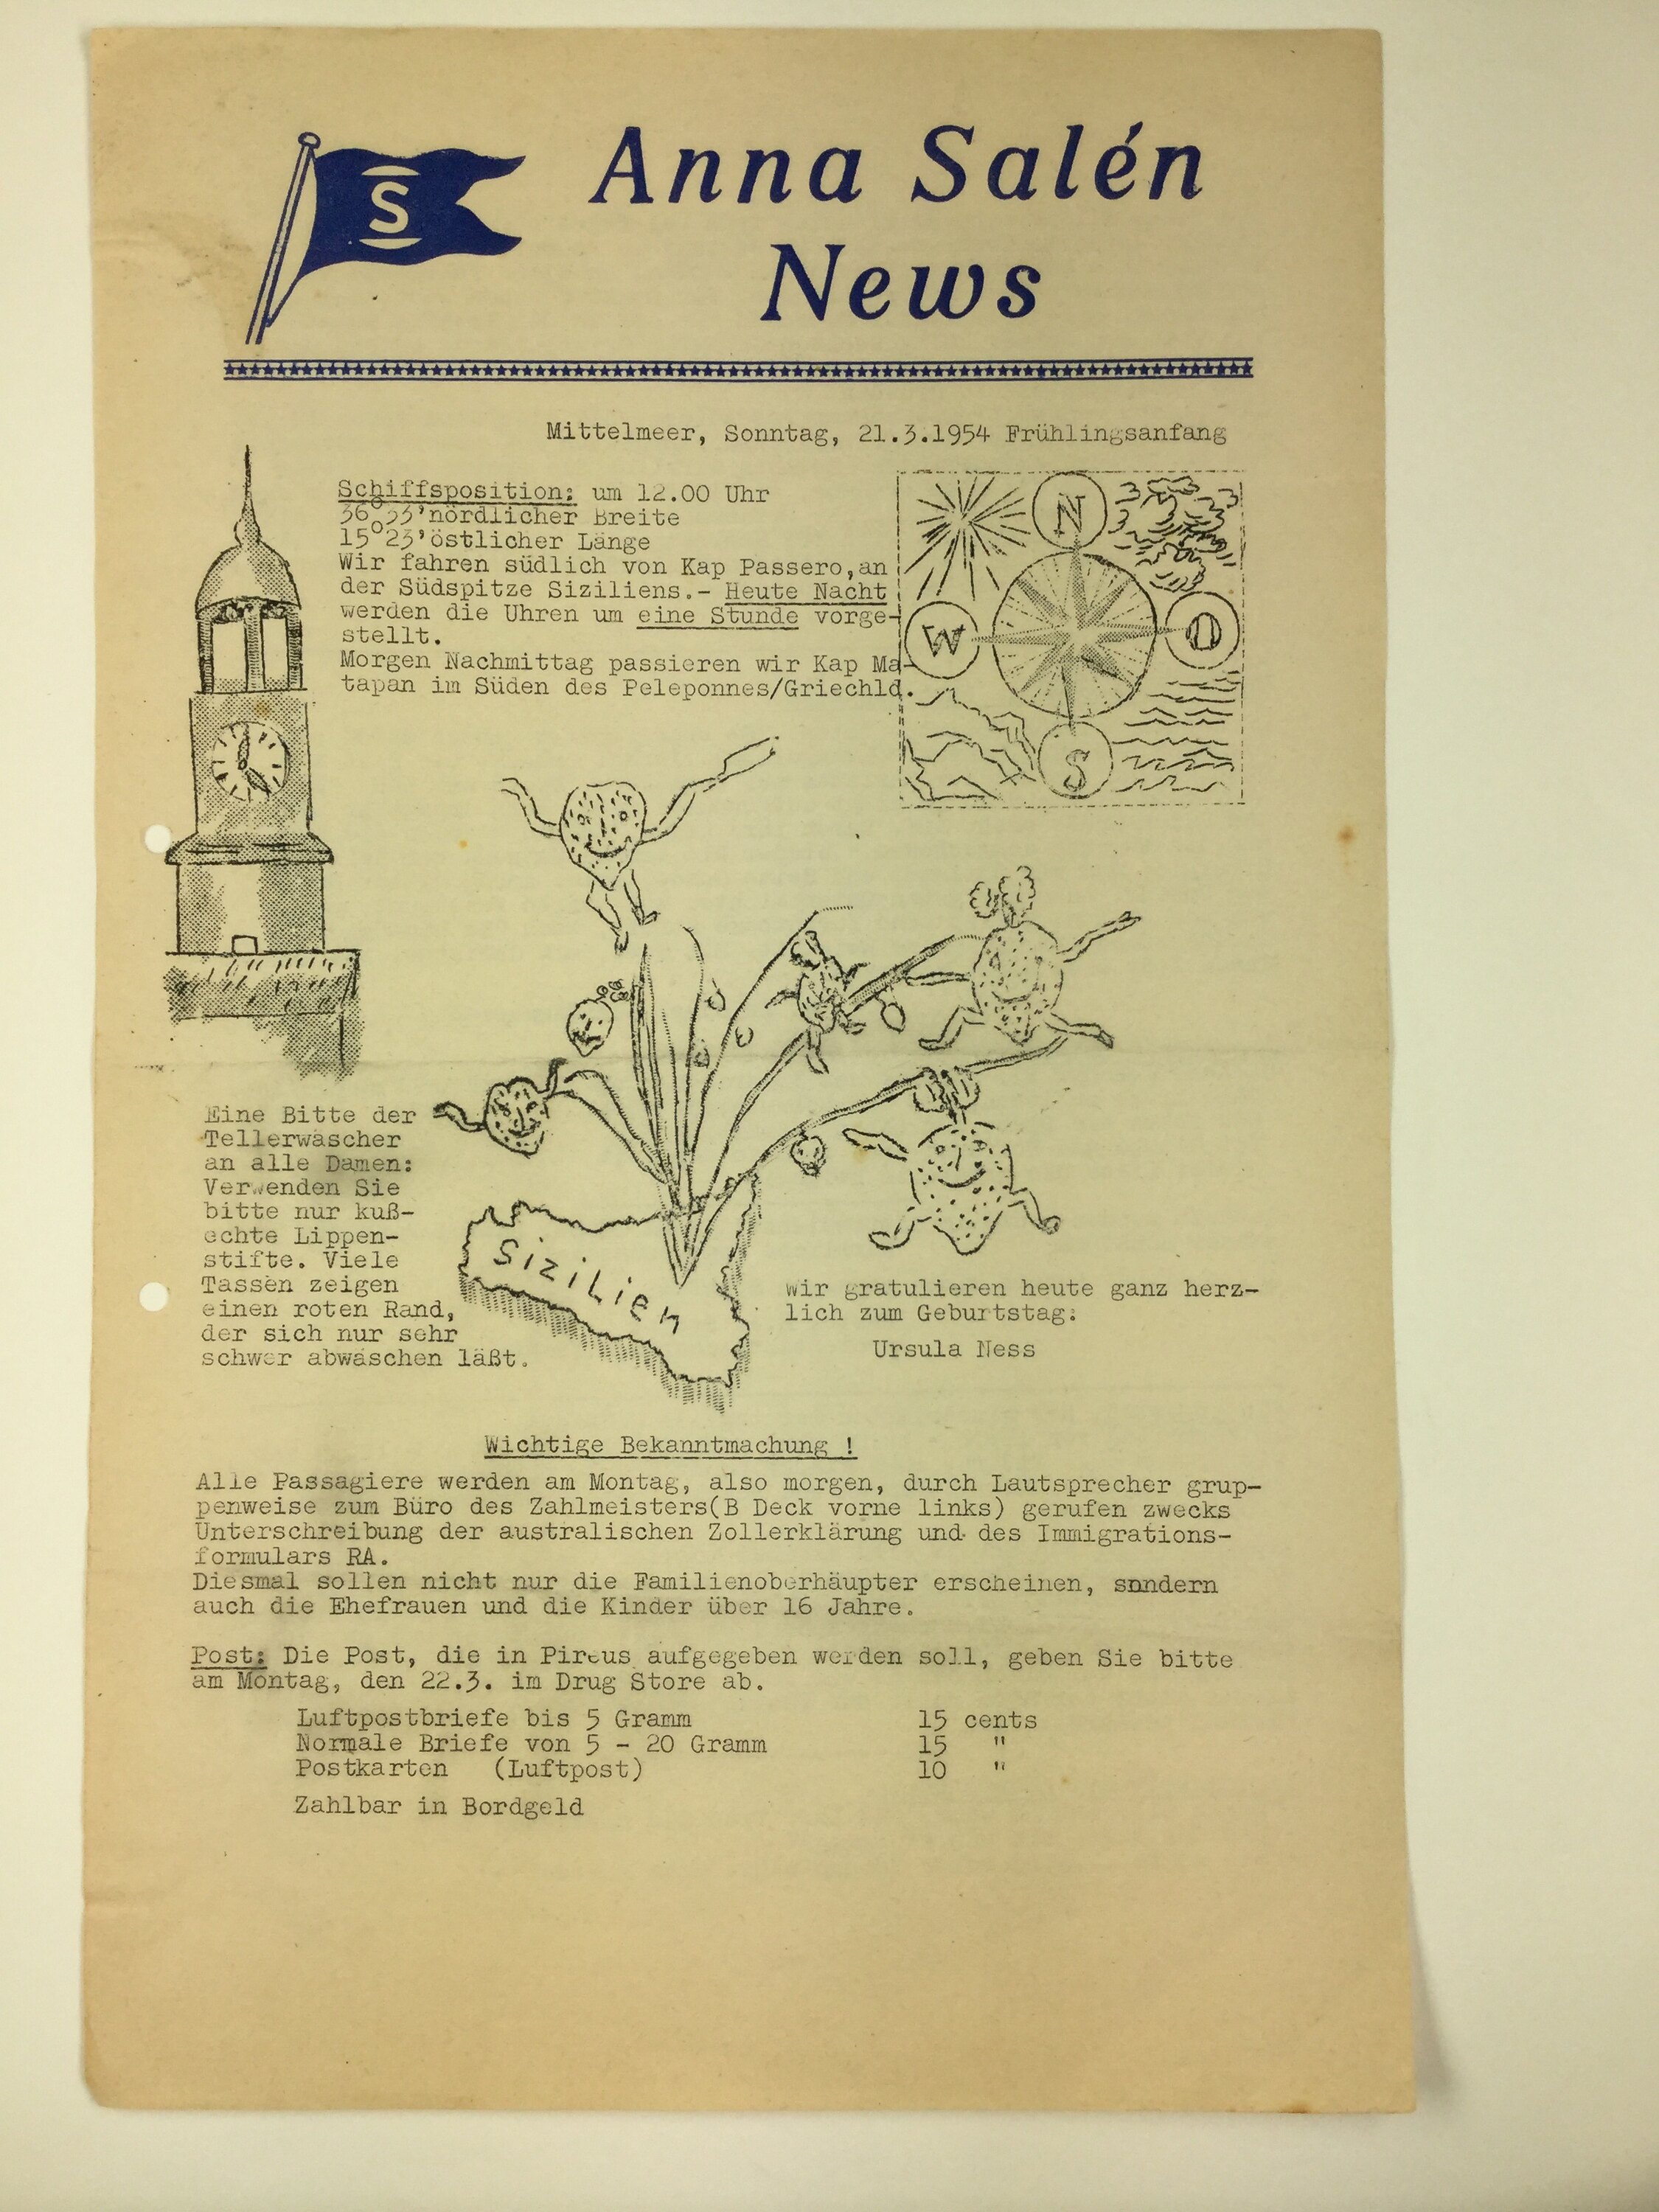 S
Anna Salén
News
Mittelmeer, Sonntag, 21.3.1954 Frühlingsanfang
Schiffsposition: um 12.00 Uhr
36°33'nördlicher Breite
15°23'östlicher Länge
Wir fahren südlich von Kap Passero,an
der Südspitze Siziliens.- Heute Nacht
werden die Uhren um eine Stunde vorge-
stellt.
Morgen Nachmittag passieren wir Kap Ma-
tapan im Süden des Peleponnes/Griechld.
N
W
O
S
Eine Bitte der
Tellerwäscher
an alle Damen:
Verwenden Sie
bitte nur kuß-
echte Lippen-
stifte. Viele
Tassen zeigen
einen roten Rand,
der sich nur sehr
schwer abwaschen läßt.
Sizilien
Wir gratulieren heute ganz herz-
lich zum Geburtstag:
Ursula Ness
Wichtige Bekanntmachung !
Alle Passagiere werden am Montag, also morgen, durch Lautsprecher grup-
penweise zum Büro des Zahlmeisters(B Deck vorne links) gerufen zwecks
Unterschreibung der australischen Zollerklärung und des Immigrations-
formulars RA.
Diesmal sollen nicht nur die Familienoberhäupter erscheinen, snndern
auch die Ehefrauen und die Kinder über 16 Jahre.
Post: Die Post, die in Pireus aufgegeben werden soll, geben Sie bitte
am Montag, den 22.3. im Drug Store ab.
Luftpostbriefe bis 5 Gramm 15 cents
Normale Briefe von 5 - 20 Gramm 15 "
Postkarten (Luftpost) 10 "
Zahlbar in Bordgeld